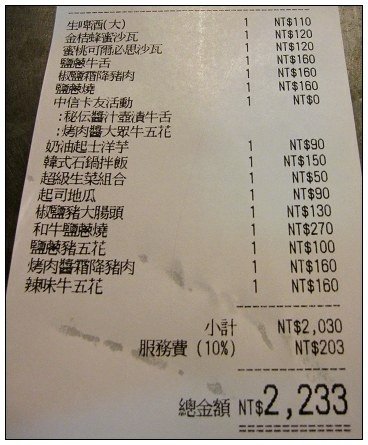 生啤酒(大) 1 NT$110
金桔蜂蜜沙瓦 1 NT$120
蜜桃可爾必思沙瓦 1 NT$120
鹽蔥牛舌 1 NT$160
椒鹽霜降豬肉 1 NT$160
鹽蔥燒 1 NT$160
中信卡友活動 1 NT$0
:秘伝醬汁壺漬牛舌
:烤肉醬大眾牛五花
奶油起士洋芋 1 NT$90
韓式石鍋拌飯 1 NT$150
超級生菜組合 1 NT$50
起司地瓜 1 NT$90
椒鹽豬大腸頭 1 NT$130
和牛鹽蔥燒 1 NT$270
鹽蔥豬五花 1 NT$100
烤肉醬霜降豬肉 1 NT$160
辣味牛五花 1 NT$160
小計 NT$2,030
服務費 (10%) NT$203
總金額 NT$2,233